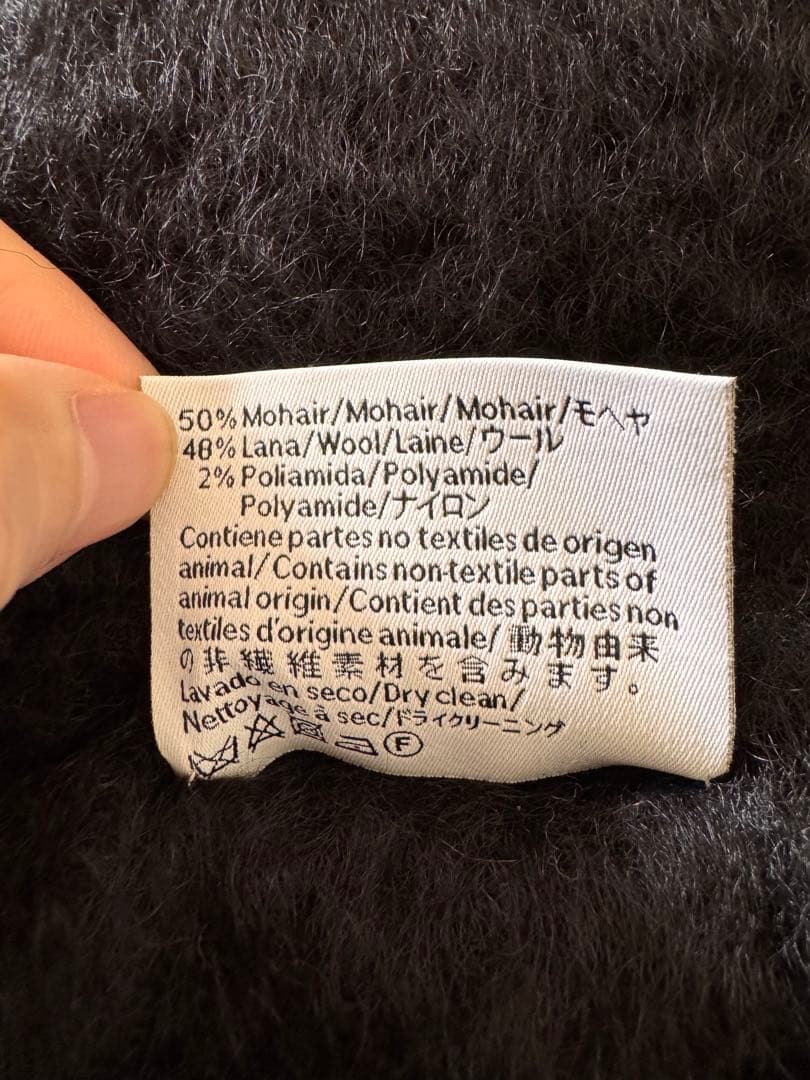 50% Mohair/Mohair/Mohair/モヘヤ
48% Lana/Wool/Laine/ウール
2% Poliamida/Polyamide/
Polyamide/ナイロン
Contiene partes no textiles de origen
animal/Contains non-textile parts of
animal origin/Contient des parties non
textiles d'origine animale/動物由来
の非繊維素材を含みます。
Lavado en seco/Dry clean/
Nettoyage à sec/ドライクリーニング
F